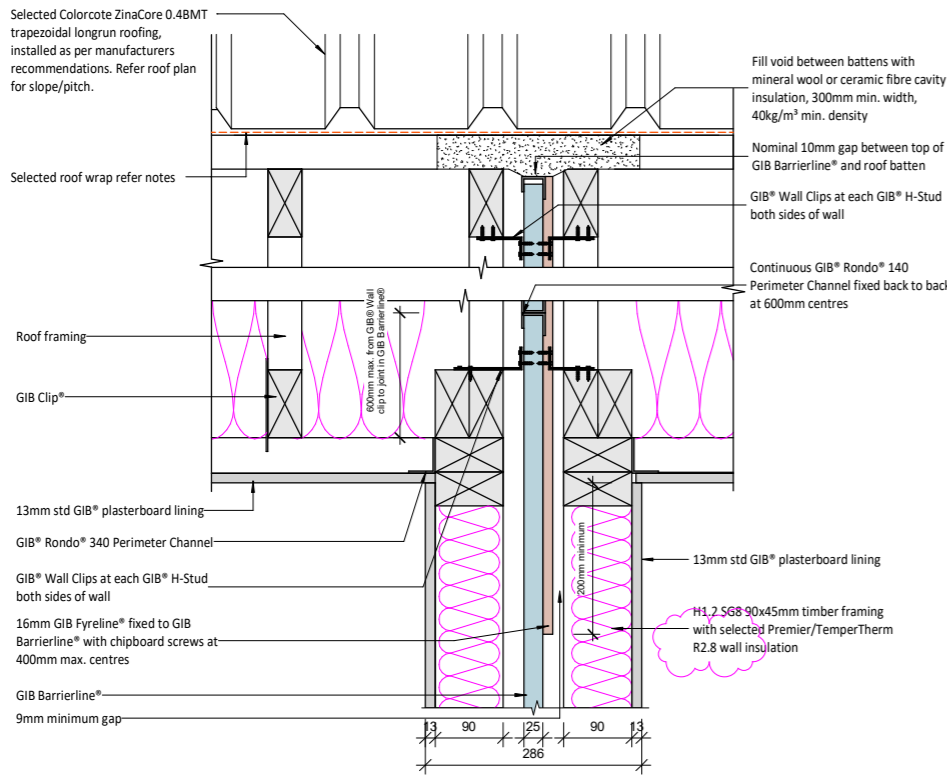 Selected Colorcote ZinaCore 0.4BMT
trapezoidal longrun roofing,
installed as per manufacturers
recommendations. Refer roof plan
for slope/pitch.
Selected roof wrap refer notes
Roof framing
GIB Clip®
13mm std GIB® plasterboard lining
GIB® Rondo® 340 Perimeter Channel
GIB® Wall Clips at each GIB® H-Stud
both sides of wall
16mm GIB Fyreline® fixed to GIB
Barrierline® with chipboard screws at
400mm max. centres
GIB Barrierline®
9mm minimum gap
600mm max. from GIB® Wall
clip to joint in GIB Barrierline®
200mm minimum
Fill void between battens with
mineral wool or ceramic fibre cavity
insulation, 300mm min. width,
40kg/m³ min. density
Nominal 10mm gap between top of
GIB Barrierline® and roof batten
GIB® Wall Clips at each GIB® H-Stud
both sides of wall
Continuous GIB® Rondo® 140
Perimeter Channel fixed back to back
at 600mm centres
13mm std GIB® plasterboard lining
H1.2 SG8 90x45mm timber framing
with selected Premier/TemperTherm
R2.8 wall insulation
13 90 25 90 13
286